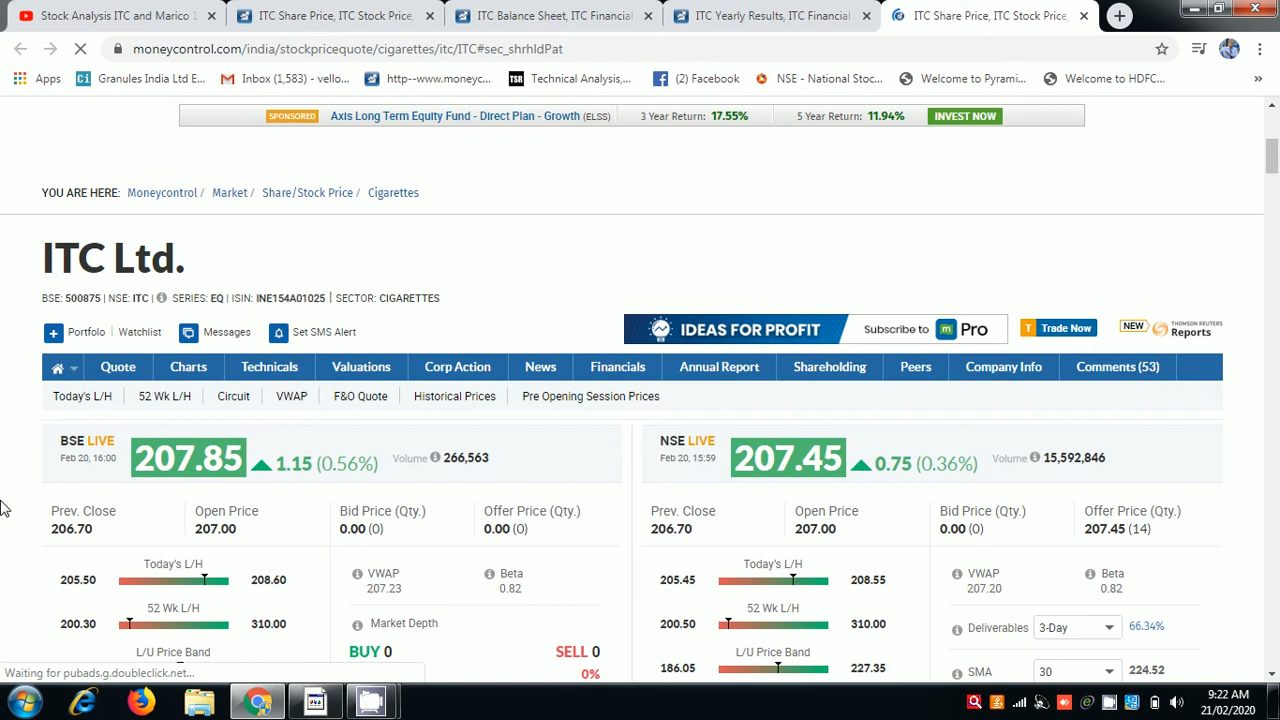 Stock Analysis ITC and Marico 1
ITC Share Price, ITC Stock Price,
ITC Balance Sheet, ITC Financial
ITC Yearly Results, ITC Financial
ITC Share Price, ITC Stock Price,
moneycontrol.com/india/stockpricequote/cigarettes/itc/ITC#sec_shrhldPat
Apps
Granules India Ltd E...
Inbox (1,583) - vello...
http--www.moneyc...
Technical Analysis,...
(2) Facebook
NSE - National Stoc...
Welcome to Pyrami...
Welcome to HDFC...
SPONSORED Axis Long Term Equity Fund - Direct Plan - Growth (ELSS) 3 Year Return: 17.55% 5 Year Return: 11.94% INVEST NOW
YOU ARE HERE: Moneycontrol / Market / Share/Stock Price / Cigarettes
ITC Ltd.
BSE: 500875 | NSE: ITC | SERIES: EQ | ISIN: INE154A01025 | SECTOR: CIGARETTES
Portfolio | Watchlist Messages Set SMS Alert
IDEAS FOR PROFIT Subscribe to m Pro
T Trade Now
NEW THOMSON REUTERS
Reports
Quote Charts Technicals Valuations Corp Action News Financials Annual Report Shareholding Peers Company Info Comments (53)
Today's L/H 52 Wk L/H Circuit VWAP F&O Quote Historical Prices Pre Opening Session Prices
BSE LIVE
Feb 20, 16:00
207.85 1.15 (0.56%) Volume 266,563
NSE LIVE
Feb 20, 15:59
207.45 0.75 (0.36%) Volume 15,592,846
Prev. Close Open Price Bid Price (Qty.) Offer Price (Qty.)
206.70 207.00 0.00 (0) 0.00 (0)
Prev. Close Open Price Bid Price (Qty.) Offer Price (Qty.)
206.70 207.00 0.00 (0) 207.45 (14)
Today's L/H
205.50 208.60
52 Wk L/H
200.30 310.00
L/U Price Band
VWAP Beta
207.23 0.82
Market Depth
BUY 0 SELL 0
0%
Today's L/H
205.45 208.55
52 Wk L/H
200.50 310.00
L/U Price Band
186.05 227.35
VWAP Beta
207.20 0.82
Deliverables 3-Day 66.34%
SMA 30 224.52
Waiting for pubads.g.doubleclick.net...
9:22 AM
21/02/2020